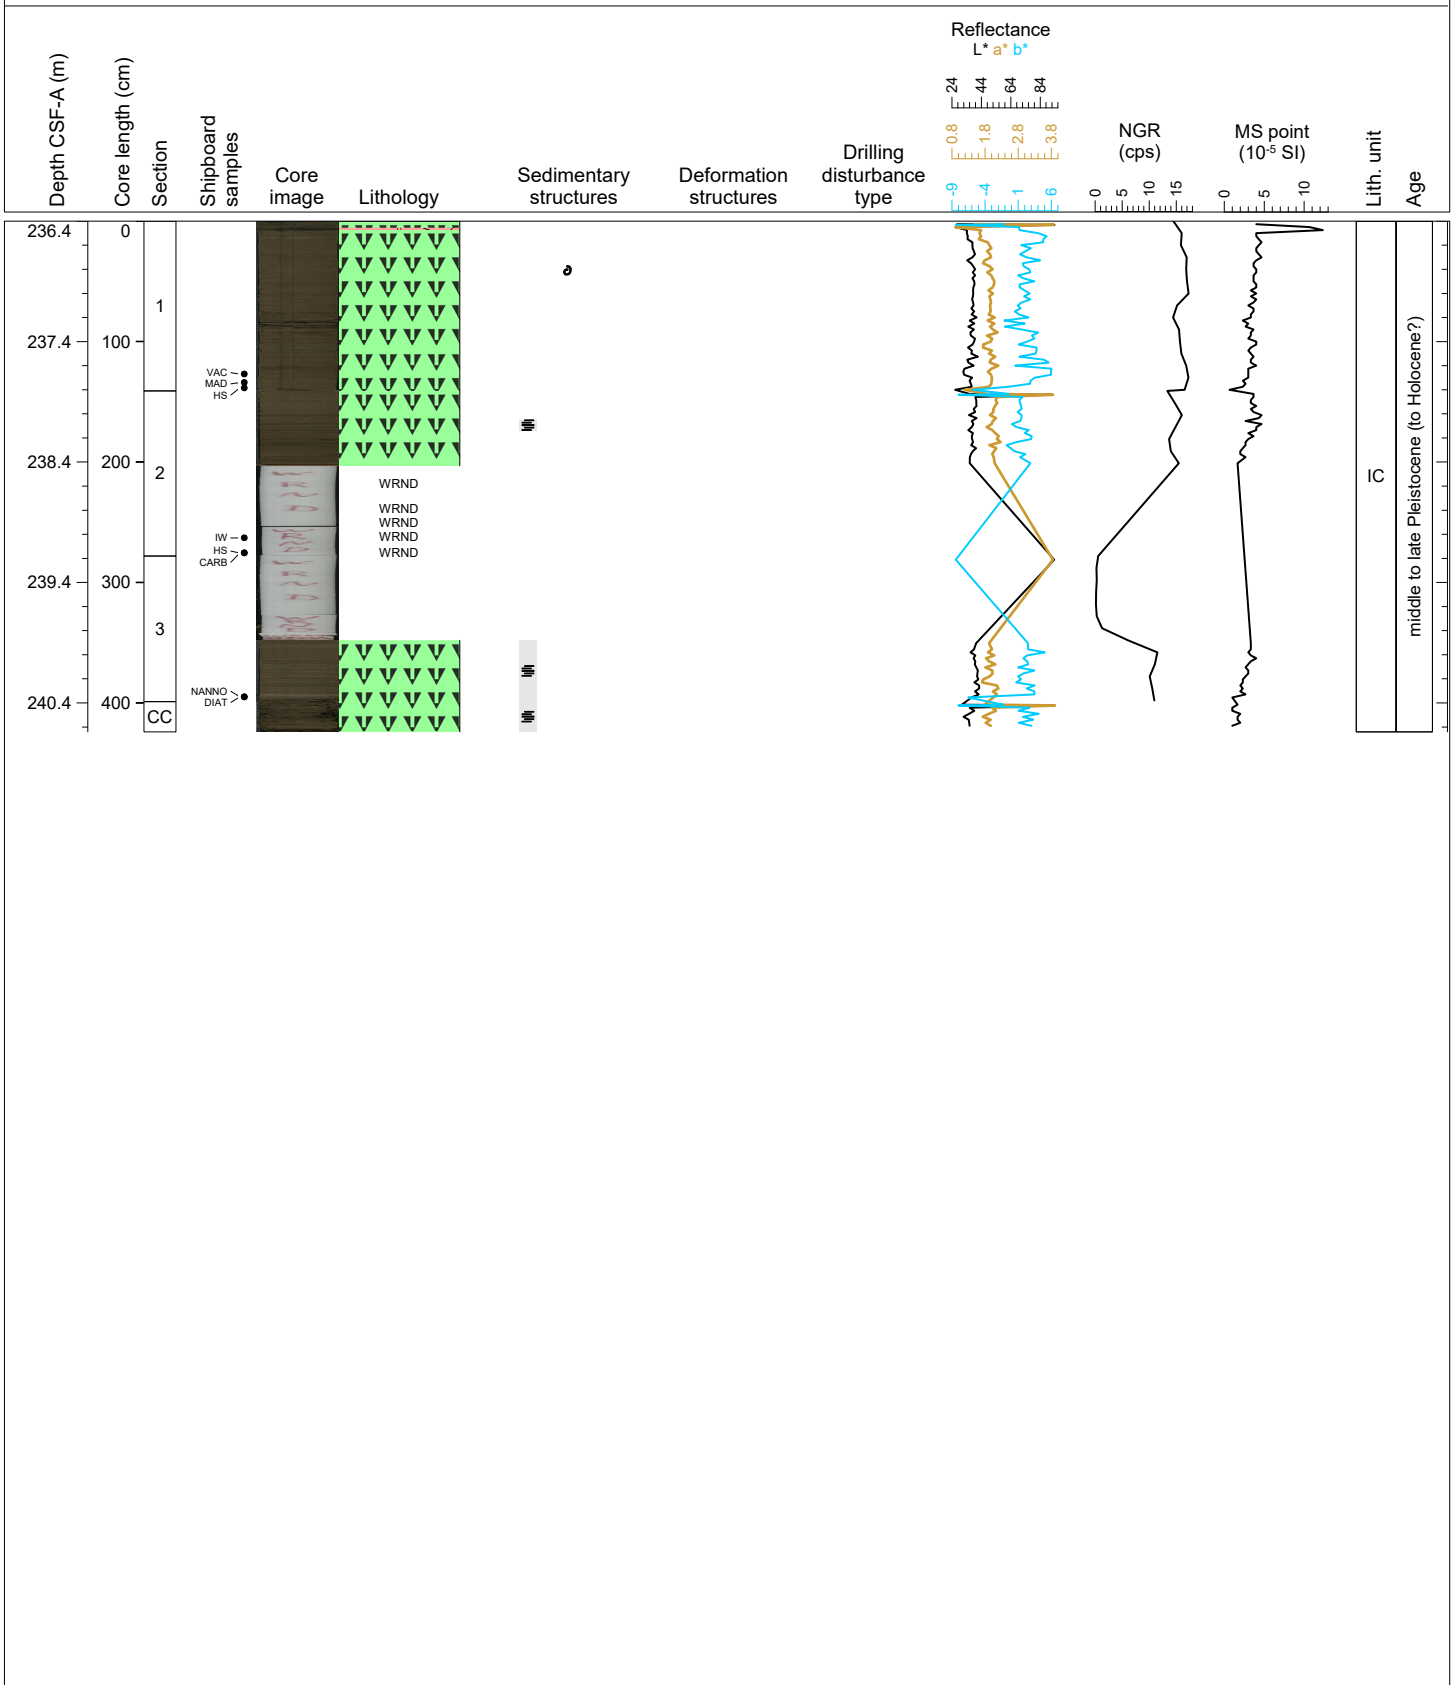 Depth CSF-A (m)
Core length (cm)
Section
Shipboard
samples
Core
image
Lithology
Sedimentary
structures
Deformation
structures
Drilling
disturbance
type
Reflectance
L* a* b*
24 44 64 84
0.8 1.8 2.8 3.8
-9 -4 1 6
NGR
(cps)
0 5 10 15
MS point
(10⁻⁵ SI)
0 5 10
Lith. unit
Age
236.4 0
1
237.4 100
VAC
MAD
HS
238.4 200
2
WRND
WRND
WRND
IW WRND
HS WRND
CARB
239.4 300
3
NANNO
DIAT
240.4 400
CC
IC
middle to late Pleistocene (to Holocene?)